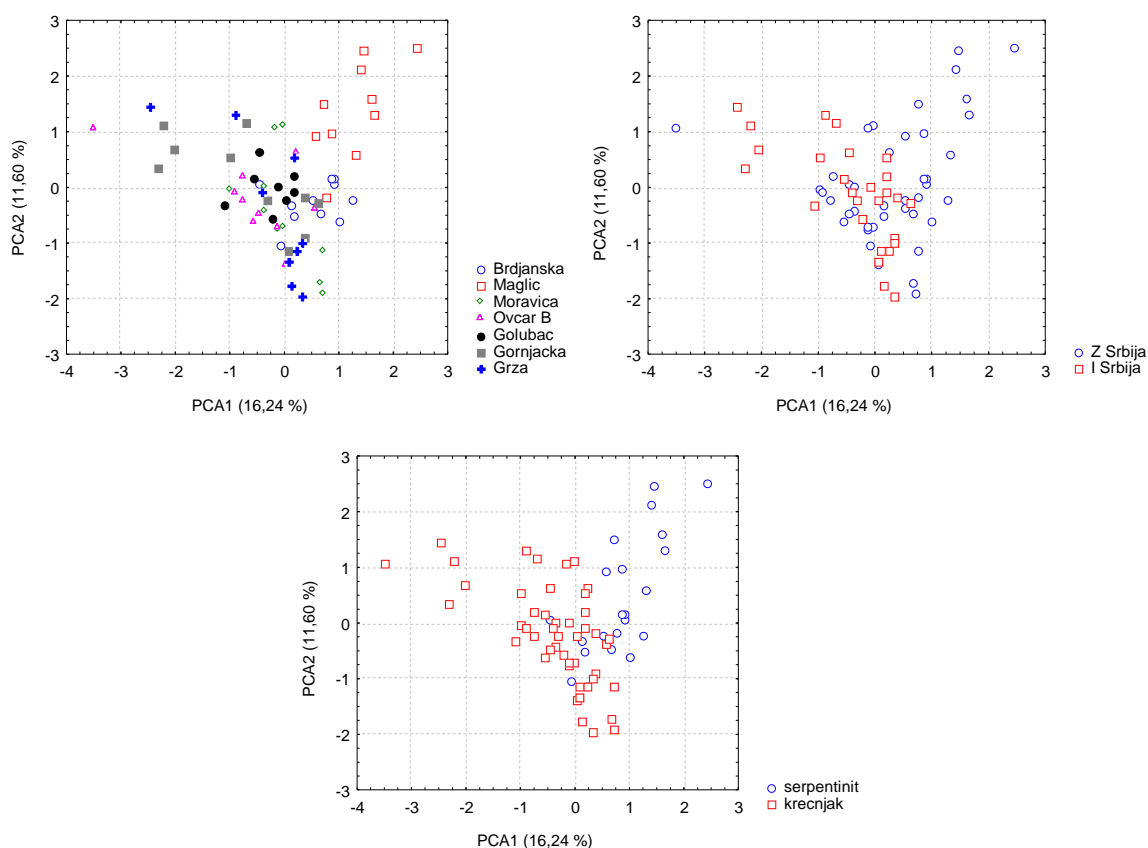 3
2
1
0
-1
-2
-3
PCA2 (11,60 %)
-4 -3 -2 -1 0 1 2 3
PCA1 (16,24 %)
Brdjanska
Maglic
Moravica
Ovcar B
Golubac
Gornjacka
Grza
3
2
1
0
-1
-2
-3
PCA2 (11,60 %)
-4 -3 -2 -1 0 1 2 3
PCA1 (16,24 %)
Z Srbija
I Srbija
3
2
1
0
-1
-2
-3
PCA2 (11,60 %)
-4 -3 -2 -1 0 1 2 3
PCA1 (16,24 %)
serpentinit
krecnjak